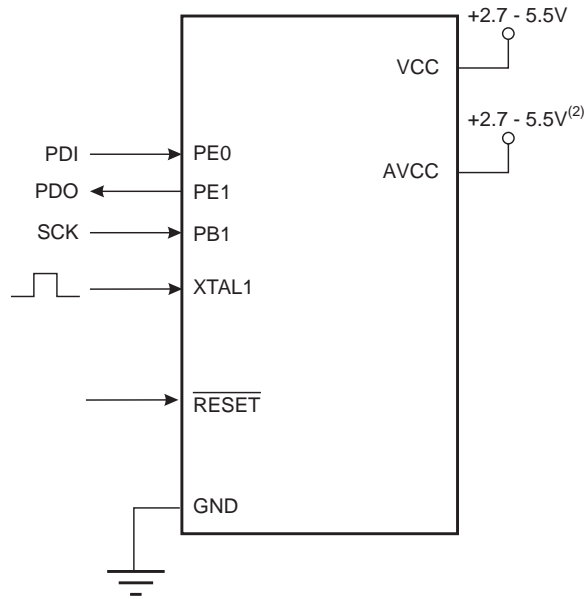 +2.7 - 5.5V
VCC
+2.7 - 5.5V(2)
AVCC
PDI PE0
PDO PE1
SCK PB1
XTAL1
RESET
GND